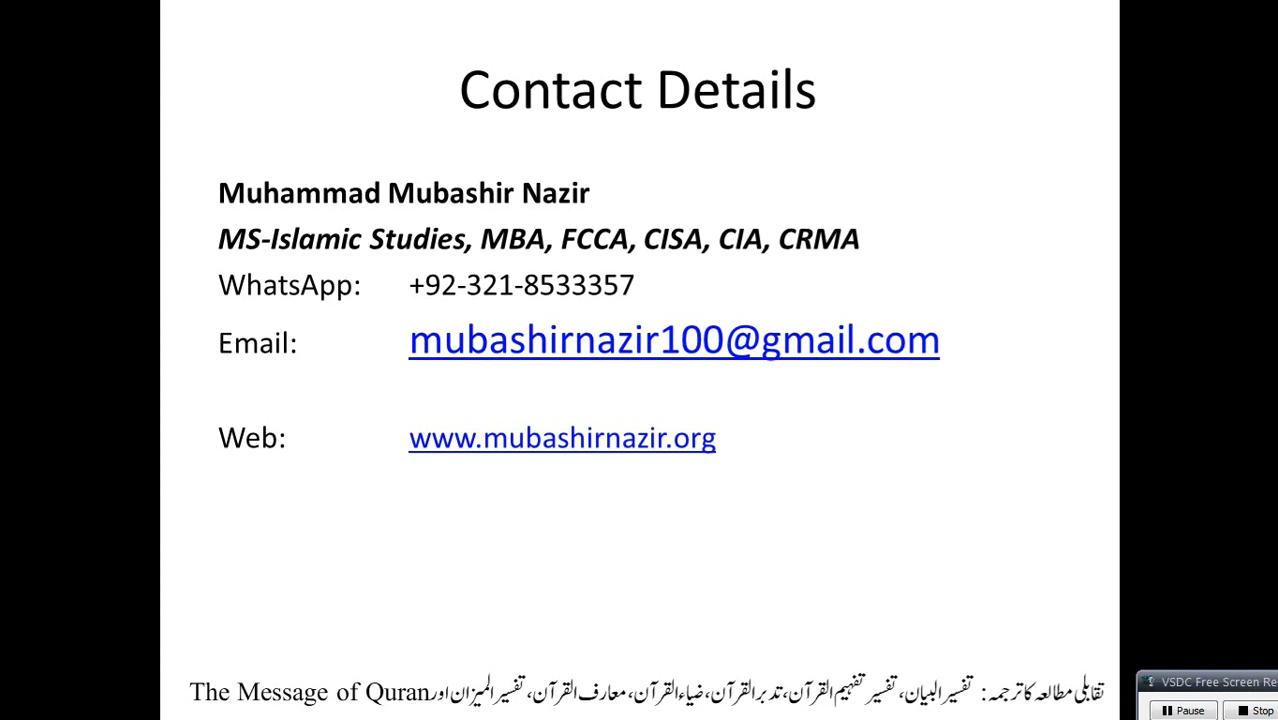 Contact Details
Muhammad Mubashir Nazir
MS-Islamic Studies, MBA, FCCA, CISA, CIA, CRMA
WhatsApp: +92-321-8533357
Email: mubashirnazir100@gmail.com
Web: www.mubashirnazir.org
تقابلی مطالعہ کا ترجمہ: تفسیر البیان، تفسیر تفہیم القرآن، تدبر القرآن، ضیاء القرآن، معارف القرآن، تفسیر المیزان اور The Message of Quran
VSDC Free Screen Re
Pause
Stop